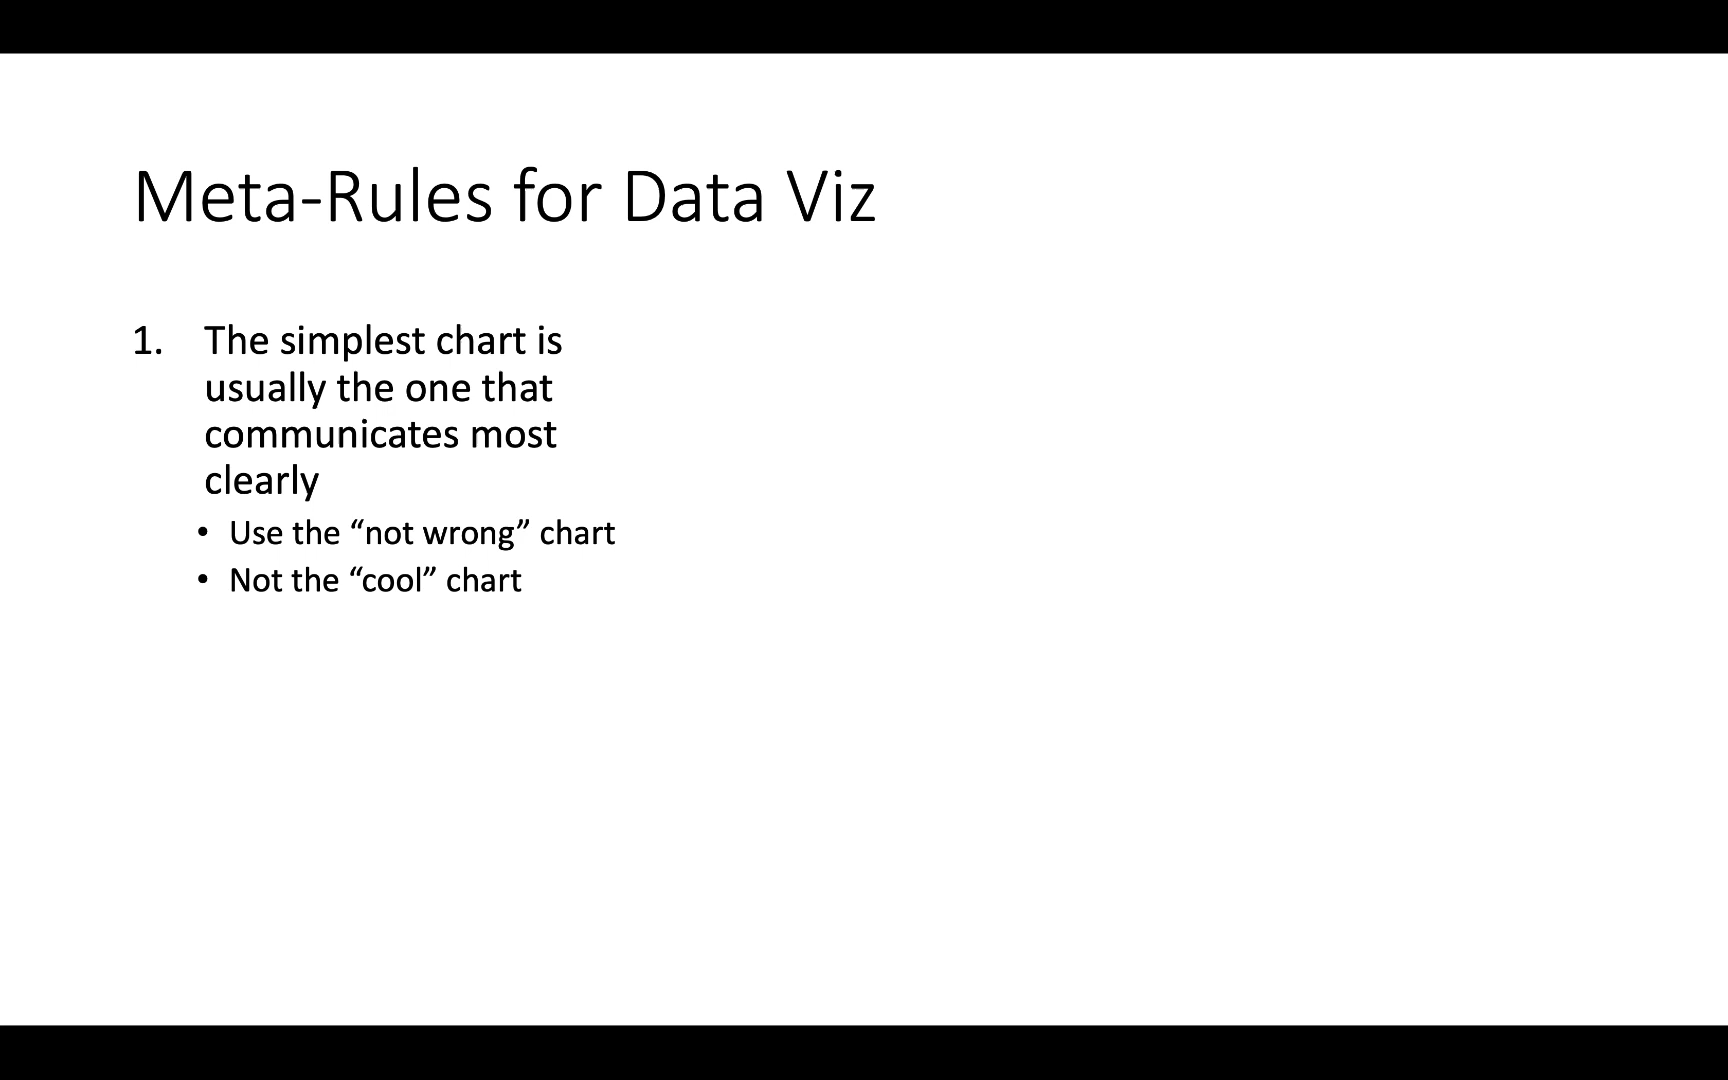 Meta-Rules for Data Viz
1. The simplest chart is
usually the one that
communicates most
clearly
• Use the “not wrong” chart
• Not the “cool” chart